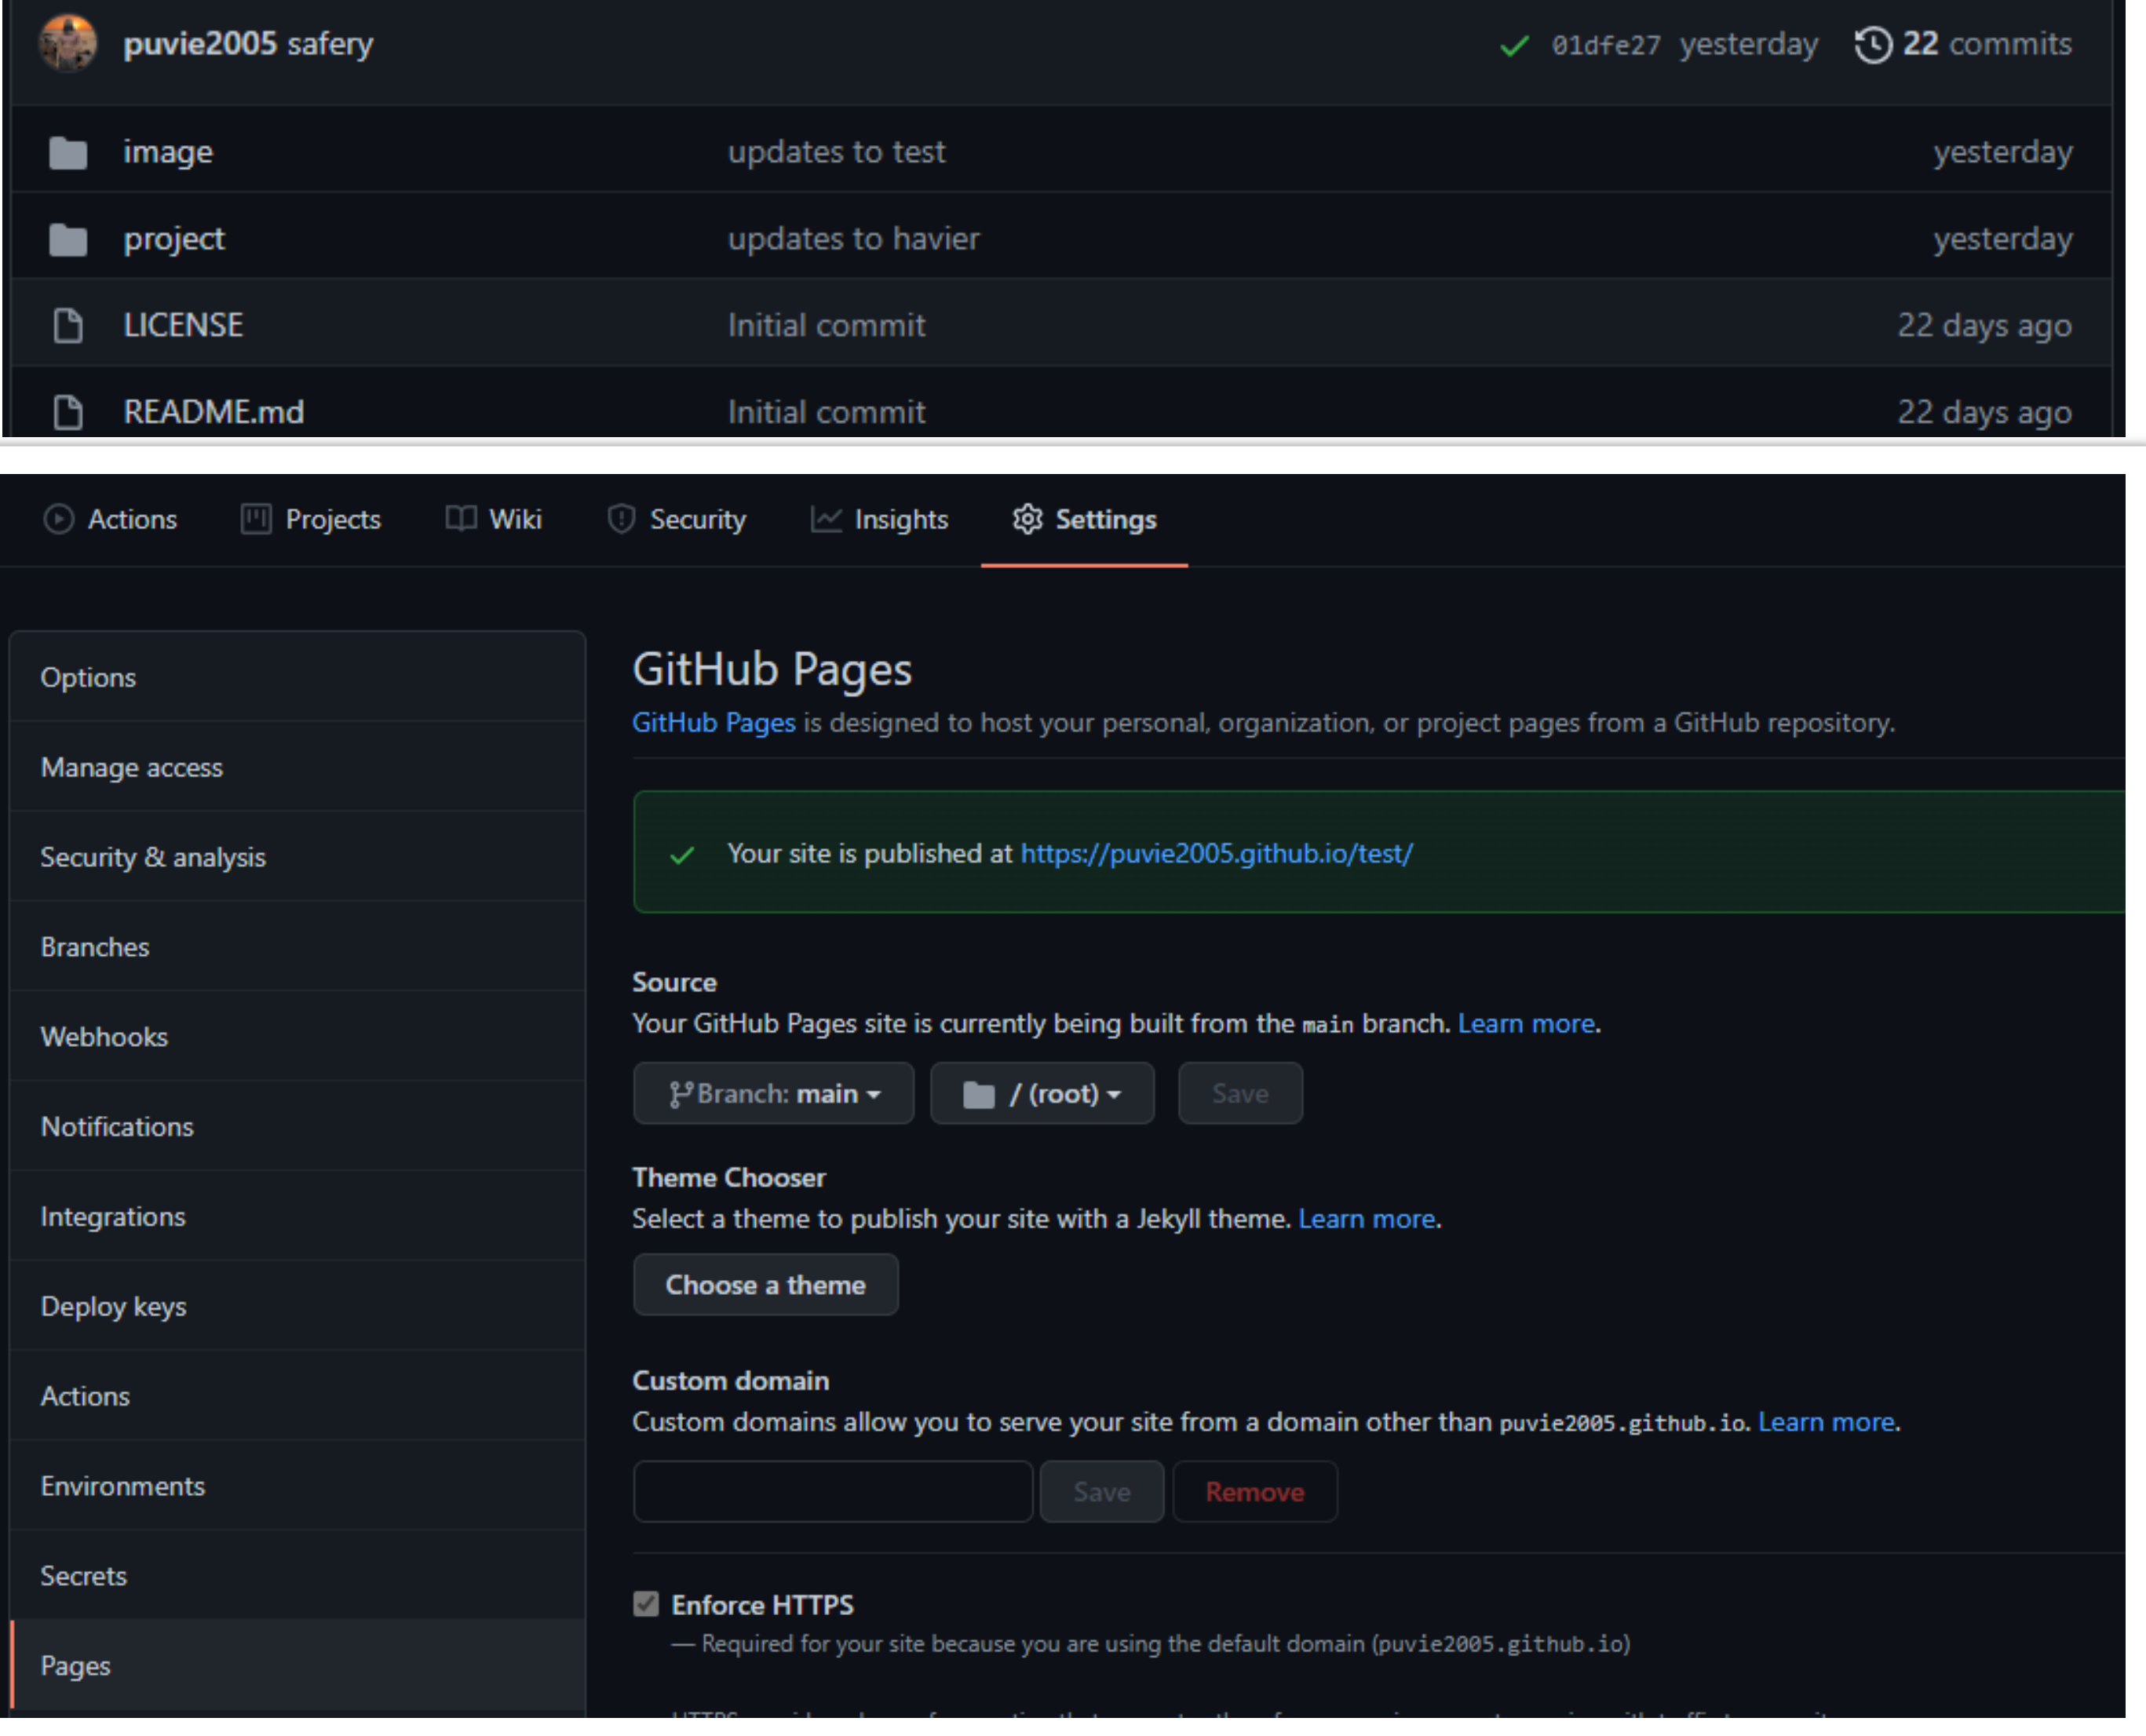 puvie2005 safery 01dfe27 yesterday 22 commits
image updates to test yesterday
project updates to havier yesterday
LICENSE Initial commit 22 days ago
README.md Initial commit 22 days ago
Actions Projects Wiki Security Insights Settings
Options
Manage access
Security & analysis
Branches
Webhooks
Notifications
Integrations
Deploy keys
Actions
Environments
Secrets
Pages
GitHub Pages
GitHub Pages is designed to host your personal, organization, or project pages from a GitHub repository.
Your site is published at https://puvie2005.github.io/test/
Source
Your GitHub Pages site is currently being built from the main branch. Learn more.
Branch: main / (root) Save
Theme Chooser
Select a theme to publish your site with a Jekyll theme. Learn more.
Choose a theme
Custom domain
Custom domains allow you to serve your site from a domain other than puvie2005.github.io. Learn more.
Save Remove
Enforce HTTPS
— Required for your site because you are using the default domain (puvie2005.github.io)